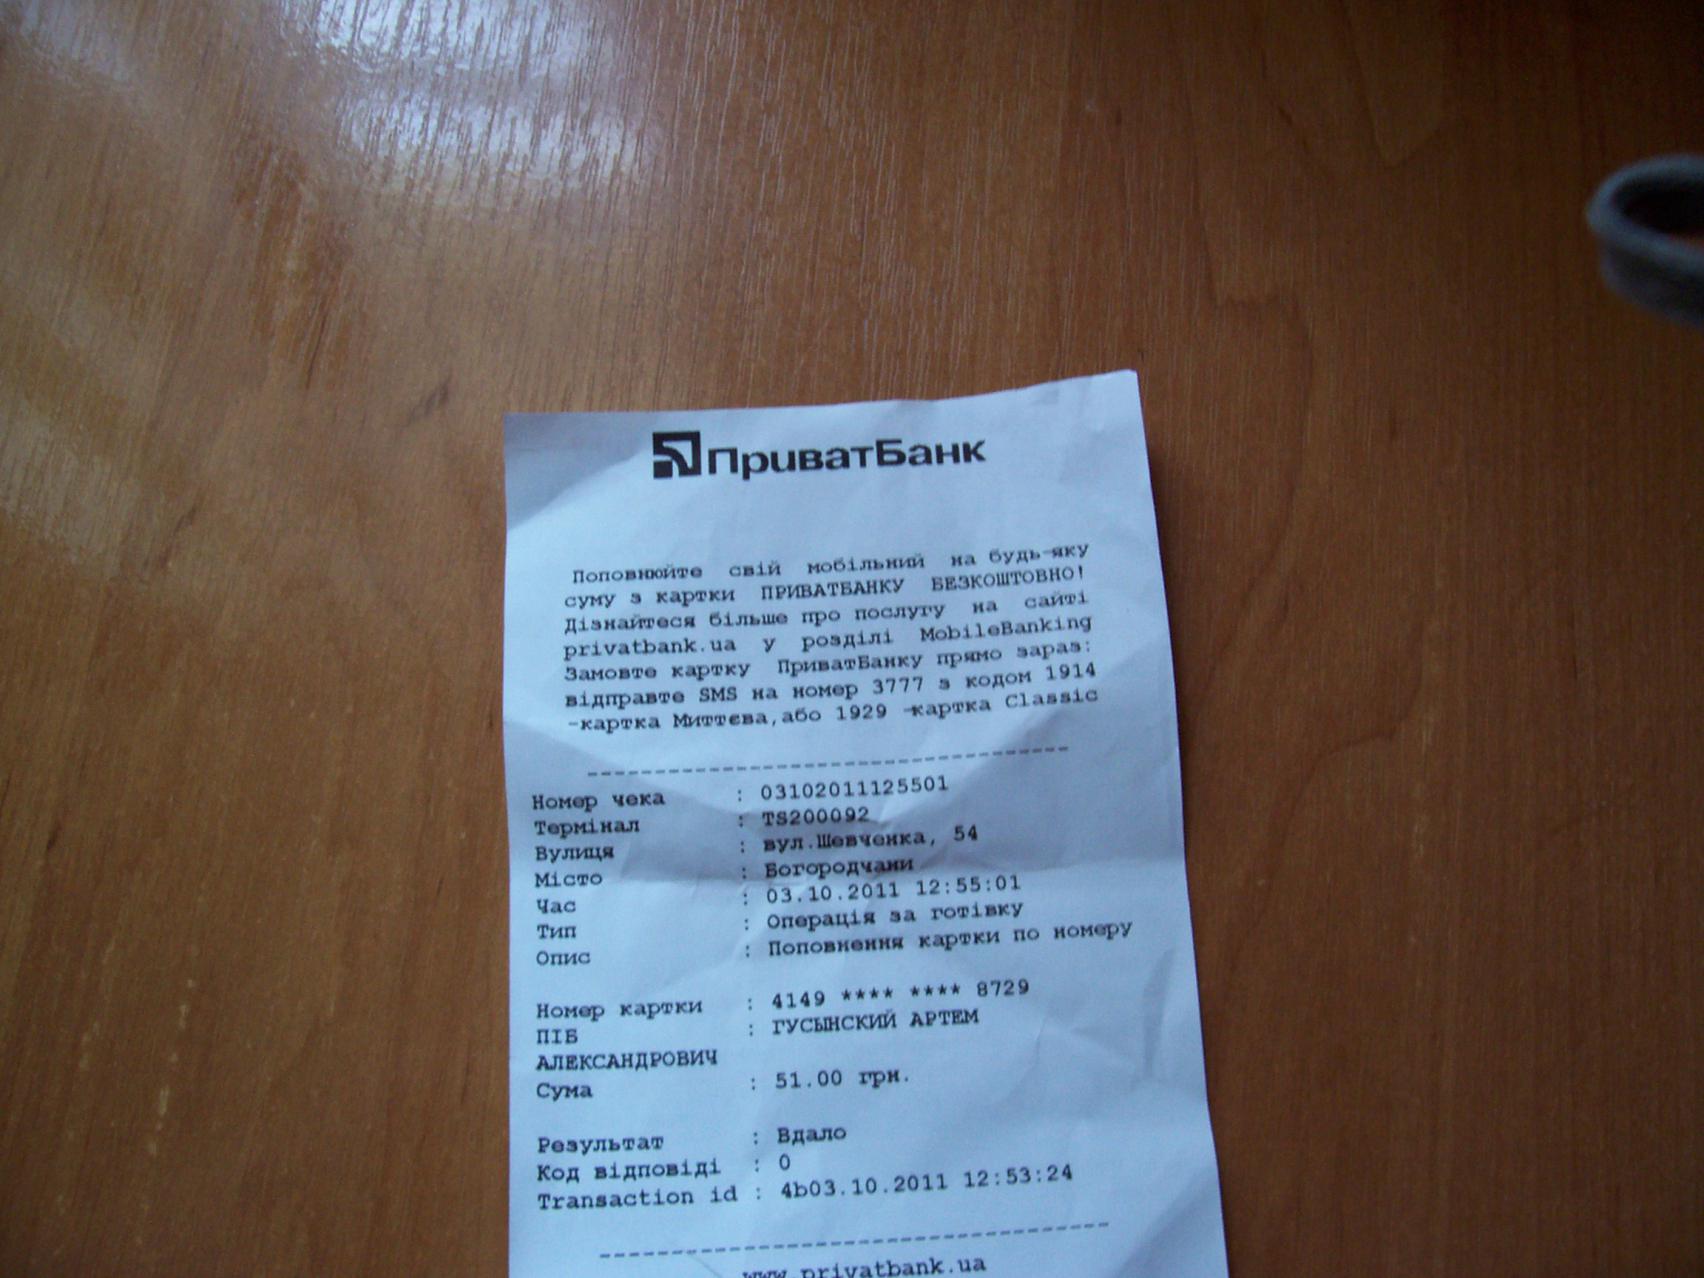 ПриватБанк
Поповнюйте свій мобільний на будь-яку
суму з картки ПРИВАТБАНКУ БЕЗКОШТОВНО!
Дізнайтеся більше про послугу на сайті
privatbank.ua у розділі MobileBanking
Замовте картку ПриватБанку прямо зараз:
відправте SMS на номер 3777 з кодом 1914
-картка Миттєва,або 1929 -картка Classic
------------------------------------
Номер чека : 03102011125501
Термінал : TS200092
Вулиця : вул.Шевченка, 54
Місто : Богородчани
Час : 03.10.2011 12:55:01
Тип : Операція за готівку
Опис : Поповнення картки по номеру
Номер картки : 4149 **** **** 8729
ПІБ : ГУСЫНСКИЙ АРТЕМ
АЛЕКСАНДРОВИЧ
Сума : 51.00 грн.
Результат : Вдало
Код відповіді : 0
Transaction id : 4b03.10.2011 12:53:24
------------------------------------
www.privatbank.ua